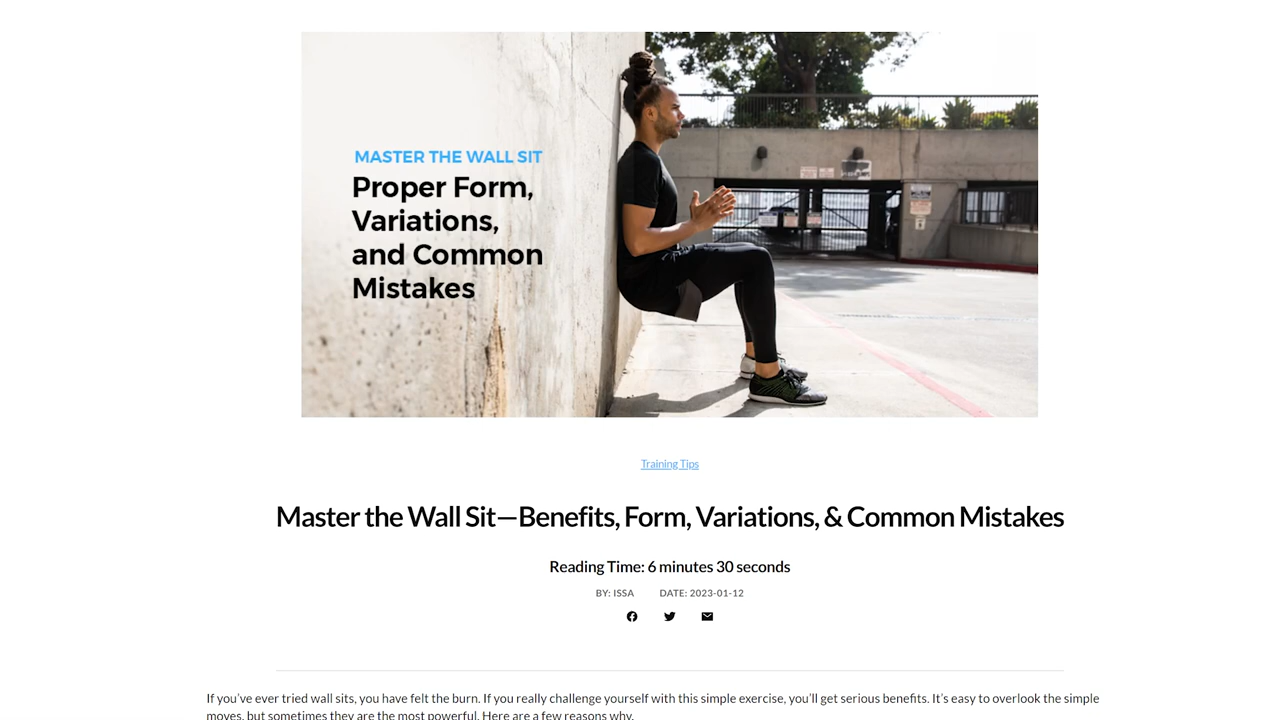 MASTER THE WALL SIT
Proper Form,
Variations,
and Common
Mistakes
Training Tips
Master the Wall Sit—Benefits, Form, Variations, & Common Mistakes
Reading Time: 6 minutes 30 seconds
BY: ISSA DATE: 2023-01-12
If you’ve ever tried wall sits, you have felt the burn. If you really challenge yourself with this simple exercise, you’ll get serious benefits. It’s easy to overlook the simple
moves, but sometimes they are the most powerful. Here are a few reasons why.